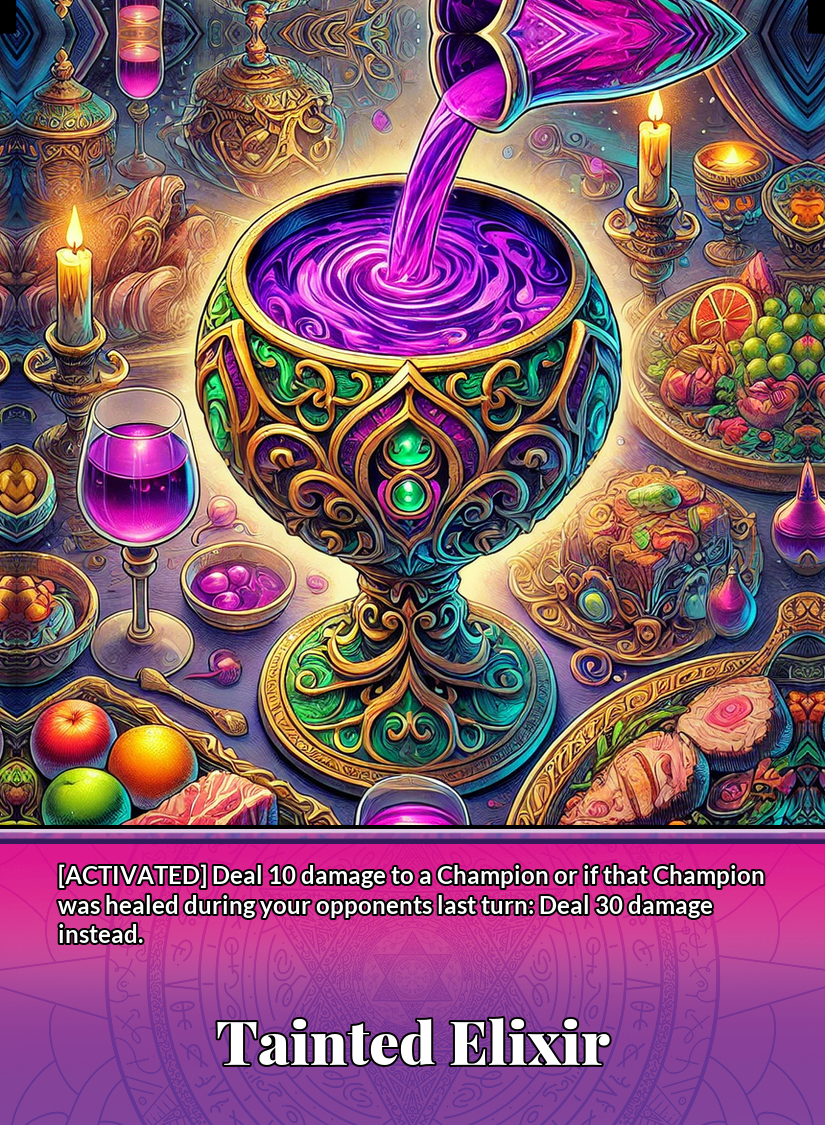 [ACTIVATED] Deal 10 damage to a Champion or if that Champion
was healed during your opponents last turn: Deal 30 damage
instead.
Tainted Elixir